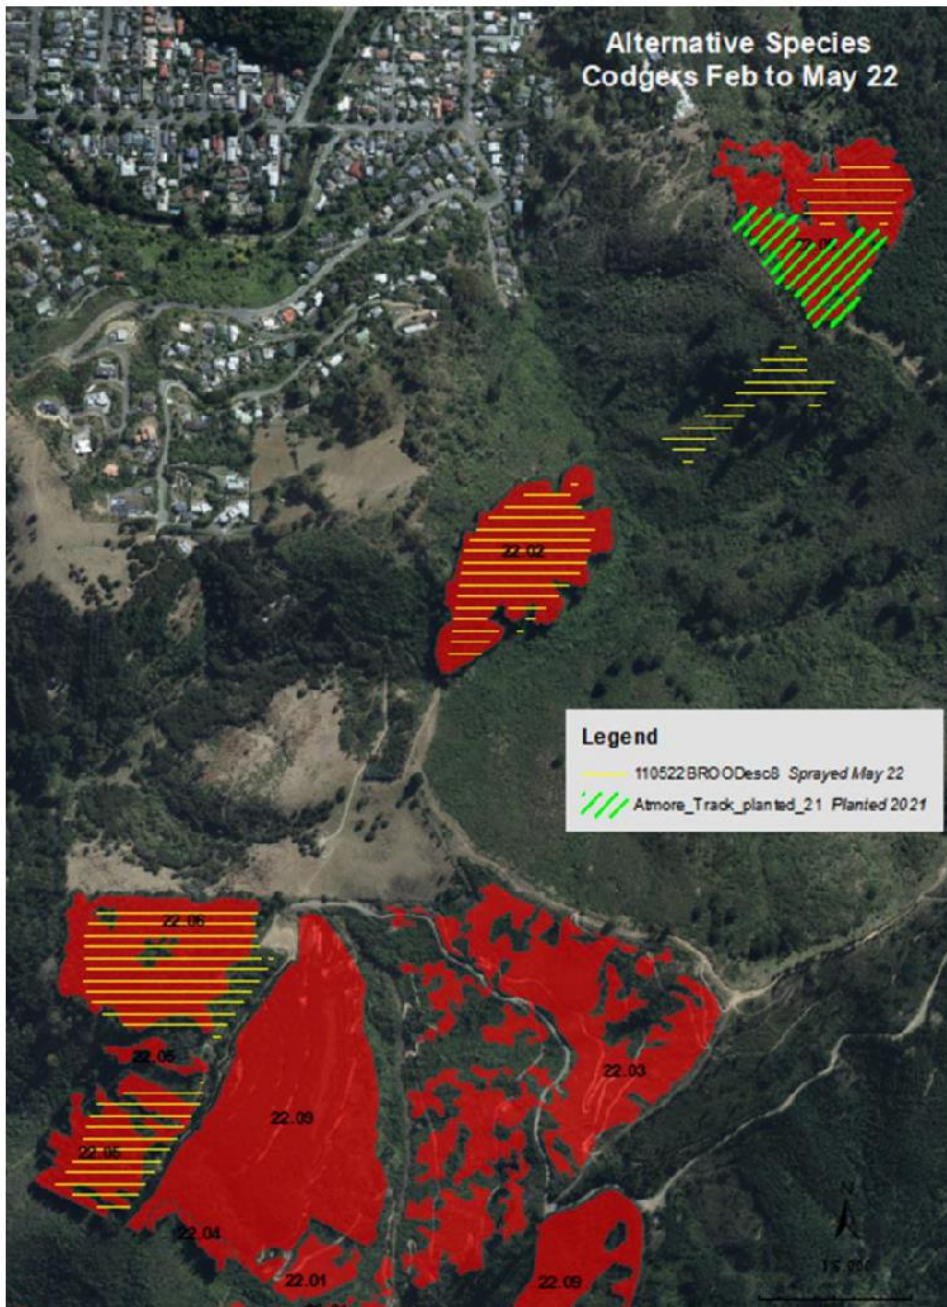 Alternative Species
Codgers Feb to May 22
22.02
Legend
110522BROODesc8 Sprayed May 22
Atmore_Track_planted_21 Planted 2021
22.06
22.05
22.03
22.09
22.05
22.04
22.01
22.09
N